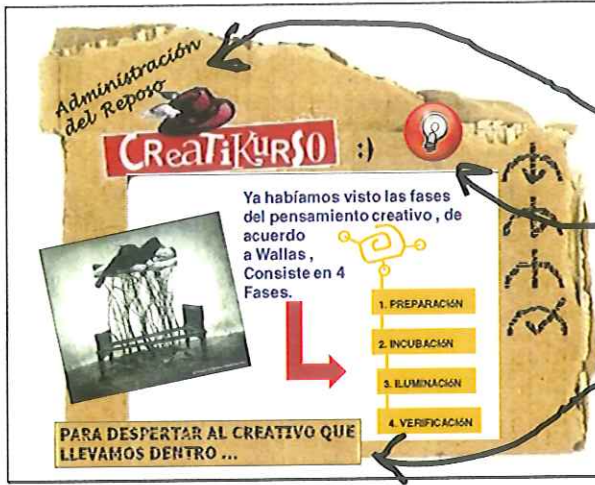 Administración
del Reposo
CReaTiKuRSO :)
Ya habíamos visto las fases
del pensamiento creativo , de
acuerdo
a Wallas ,
Consiste en 4
Fases.
1. PREPARACIÓN
2. INCUBACIÓN
3. ILUMINACIÓN
4. VERIFICACIÓN
PARA DESPERTAR AL CREATIVO QUE
LLEVAMOS DENTRO ...